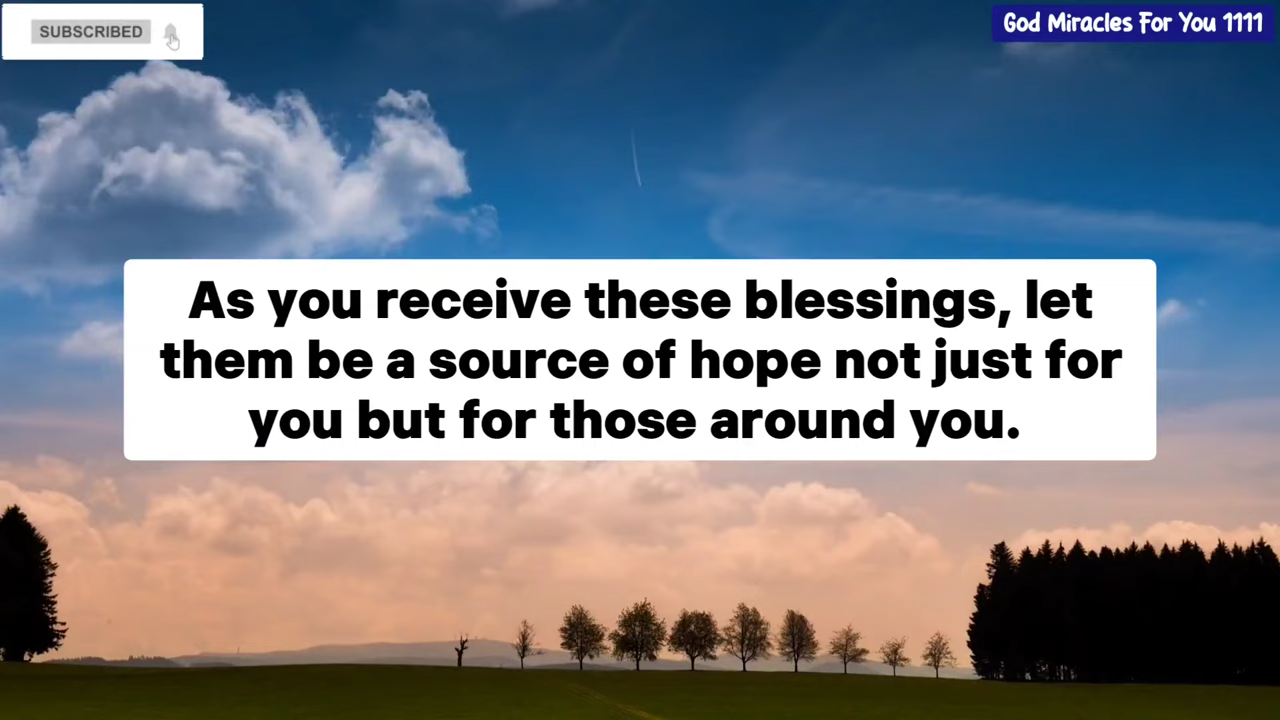 SUBSCRIBED
God Miracles For You 1111
As you receive these blessings, let
them be a source of hope not just for
you but for those around you.